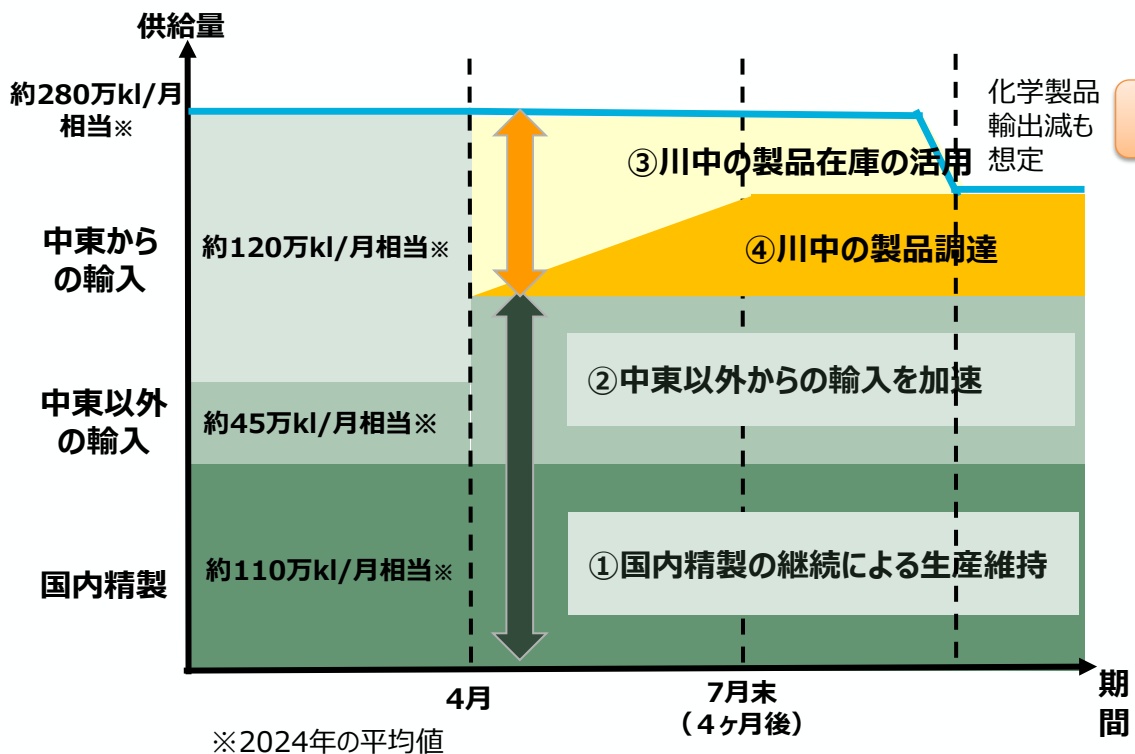 供給量
約280万kl/月
相当※
化学製品
輸出減も
想定
③川中の製品在庫の活用
中東から
の輸入
約120万kl/月相当※
④川中の製品調達
中東以外
の輸入
約45万kl/月相当※
②中東以外からの輸入を加速
国内精製
約110万kl/月相当※
①国内精製の継続による生産維持
4月
7月末
（4ヶ月後）
期
間
※2024年の平均値